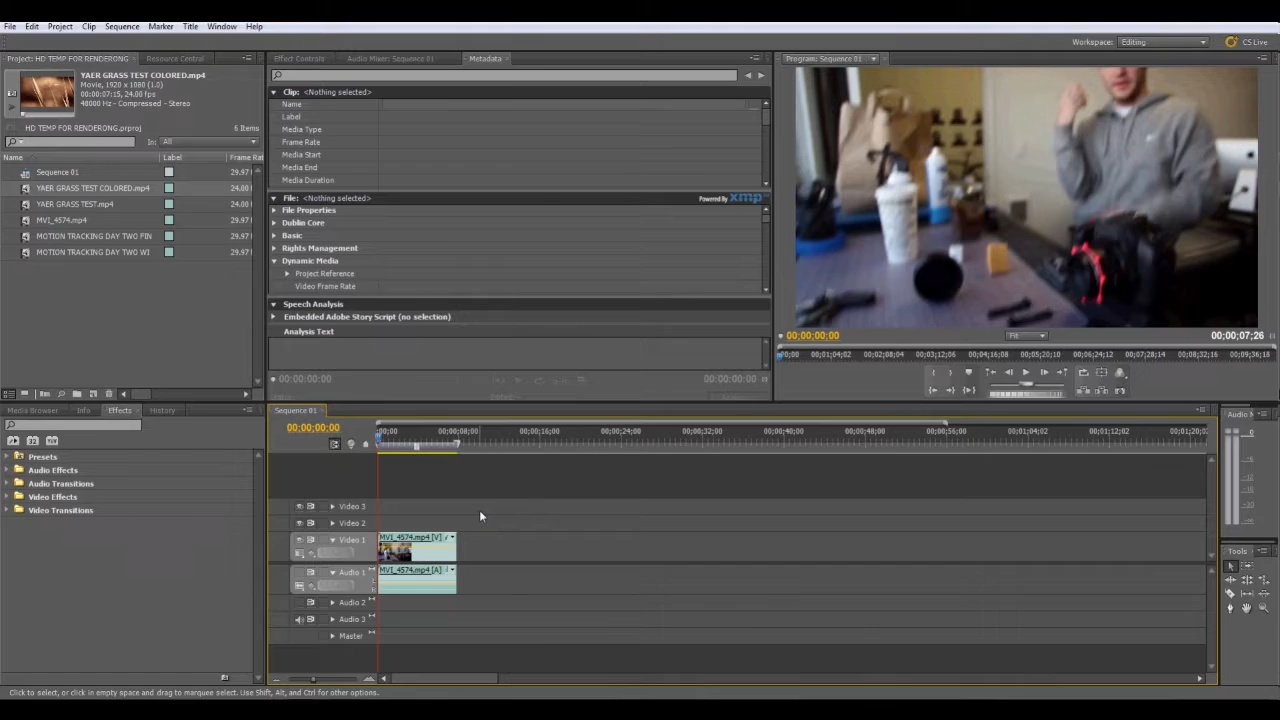 File Edit Project Clip Sequence Marker Title Window Help
Workspace: Editing CS Live
Project: HD TEMP FOR RENDERONG Resource Central
YAER GRASS TEST COLORED.mp4
Movie, 1920 x 1080 (1.0)
00:00:07:15, 24.00 fps
48000 Hz - Compressed - Stereo
HD TEMP FOR RENDERONG.prproj 6 Items
In: All
Name Label Frame Ra
Sequence 01 29.97
YAER GRASS TEST COLORED.mp4 24.00
YAER GRASS TEST.mp4 24.00
MVI_4574.mp4 29.97
MOTION TRACKING DAY TWO FIN 29.97
MOTION TRACKING DAY TWO WI 29.97
Effect Controls Audio Mixer: Sequence 01 Metadata
Clip: <Nothing selected>
Name
Label
Media Type
Frame Rate
Media Start
Media End
Media Duration
File: <Nothing selected> Powered By xmp
File Properties
Dublin Core
Basic
Rights Management
Dynamic Media
Project Reference
Video Frame Rate
Speech Analysis
Embedded Adobe Story Script (no selection)
Analysis Text
00:00:00:00 00:00:00:00
Program: Sequence 01
00;00;00;00 Fit 00;00;07;26
00;00 00;01;04;02 00;02;08;04 00;03;12;06 00;04;16;08 00;05;20;10 00;06;24;12 00;07;28;14 00;08;32;16 00;09;36;18
Media Browser Info Effects History
Presets
Audio Effects
Audio Transitions
Video Effects
Video Transitions
Sequence 01
00;00;00;00
00;00 00;00;08;00 00;00;16;00 00;00;24;00 00;00;32;00 00;00;40;00 00;00;48;00 00;00;56;00 00;01;04;02 00;01;12;02 00;01;20;0
Video 3
Video 2
Video 1 MVI_4574.mp4 [V]
Audio 1 MVI_4574.mp4 [A]
Audio 2
Audio 3
Master
Audio M
0
Tools
Click to select, or click in empty space and drag to marquee select. Use Shift, Alt, and Ctrl for other options.